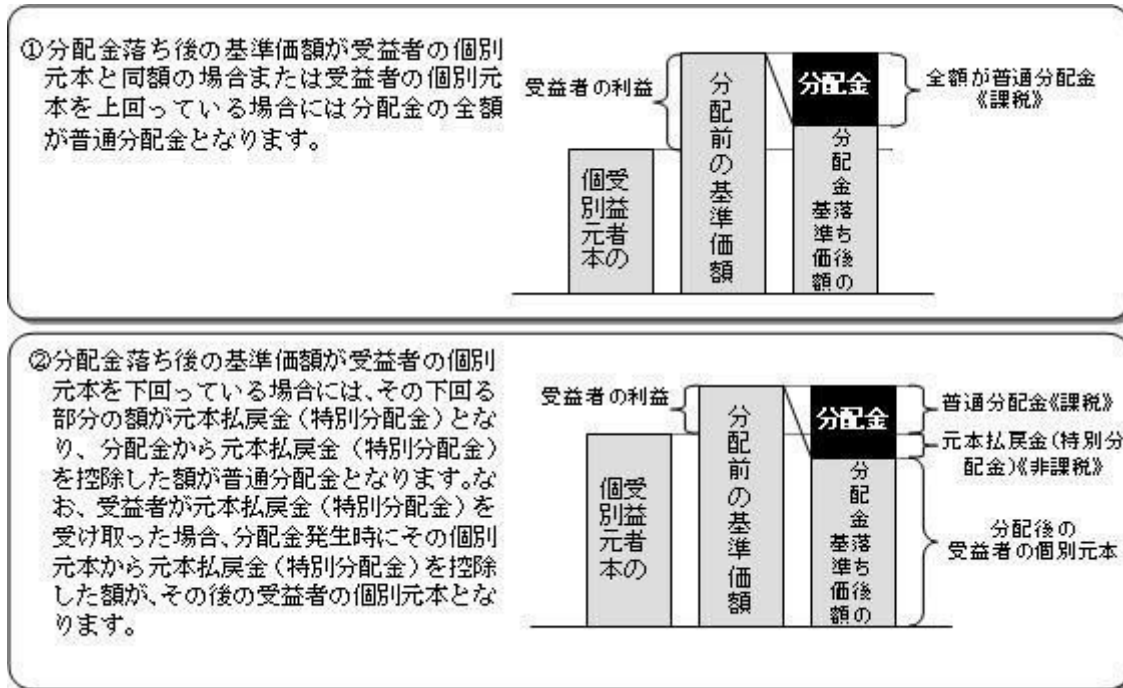 ①分配金落ち後の基準価額が受益者の個別
元本と同額の場合または受益者の個別元
本を上回っている場合には分配金の全額
が普通分配金となります。
受益者の利益
分配金
全額が普通分配金
《課税》
受益者の
個別元本
分配前の基準価額
分配金落ち後の
基準価額
②分配金落ち後の基準価額が受益者の個別
元本を下回っている場合には、その下回る
部分の額が元本払戻金（特別分配金）とな
り、分配金から元本払戻金（特別分配金）
を控除した額が普通分配金となります。な
お、受益者が元本払戻金（特別分配金）を
受け取った場合、分配金発生時にその個別
元本から元本払戻金（特別分配金）を控除
した額が、その後の受益者の個別元本とな
ります。
受益者の利益
分配金
普通分配金《課税》
元本払戻金（特別分
配金）《非課税》
受益者の
個別元本
分配前の基準価額
分配金落ち後の
基準価額
分配後の
受益者の個別元本